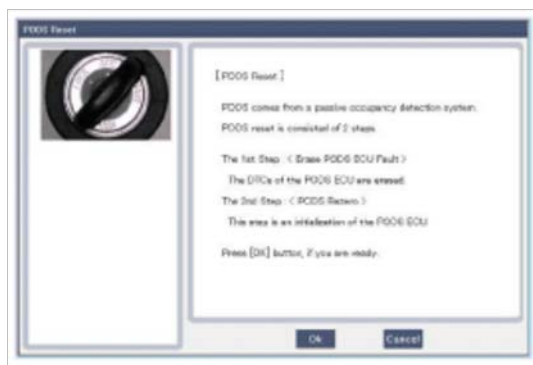 PODS Reset
[ PODS Reset ]
PODS comes from a passive occupancy detection system.
PODS reset is consisted of 2 steps.
The 1st Step : < Erase PODS ECU Fault >
The DTCs of the PODS ECU are erased.
The 2nd Step : < PODS >
This step is an initialization of the PODS ECU
Press [OK] button, if you are ready.
Ok
Cancel